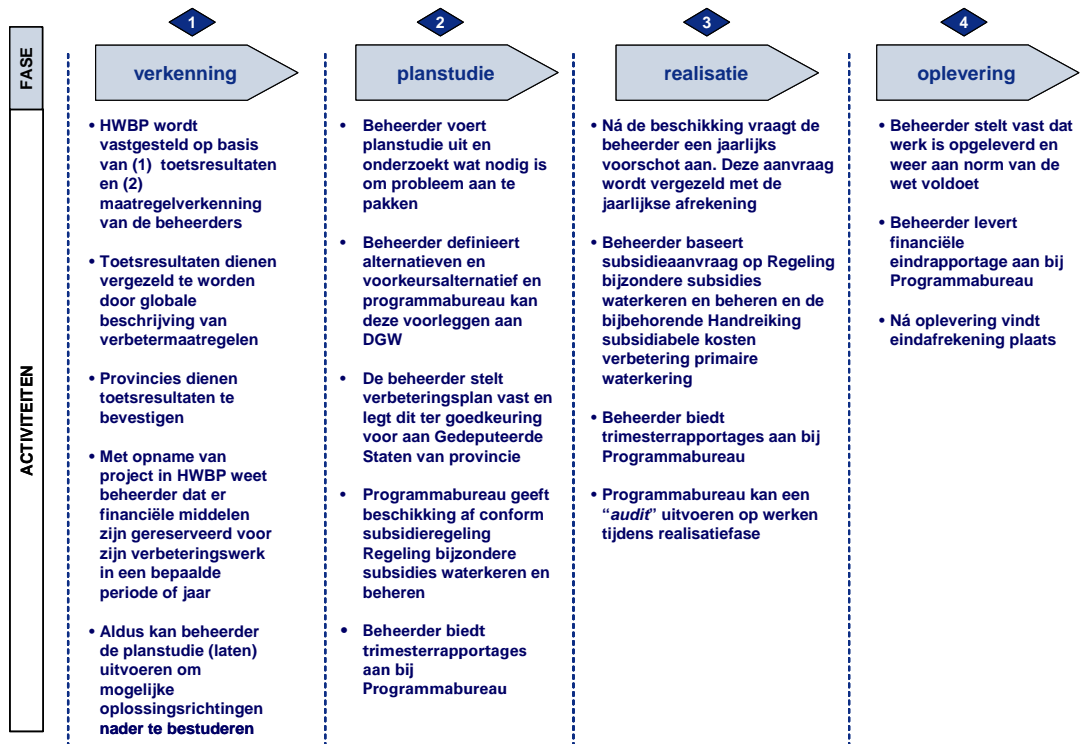 1
2
3
4
FASE
verkenning
planstudie
realisatie
oplevering
ACTIVITEITEN
• HWBP wordt
vastgesteld op basis
van (1) toetsresultaten
en (2)
maatregelverkenning
van de beheerders
• Toetsresultaten dienen
vergezeld te worden
door globale
beschrijving van
verbetermaatregelen
• Provincies dienen
toetsresultaten te
bevestigen
• Met opname van
project in HWBP weet
beheerder dat er
financiële middelen
zijn gereserveerd voor
zijn verbeteringswerk
in een bepaalde
periode of jaar
• Aldus kan beheerder
de planstudie (laten)
uitvoeren om
mogelijke
oplossingsrichtingen
nader te bestuderen
• Beheerder voert
planstudie uit en
onderzoekt wat nodig is
om probleem aan te
pakken
• Beheerder definieert
alternatieven en
voorkeursalternatief en
programmabureau kan
deze voorleggen aan
DGW
• De beheerder stelt
verbeteringsplan vast en
legt dit ter goedkeuring
voor aan Gedeputeerde
Staten van provincie
• Programmabureau geeft
beschikking af conform
subsidieregeling
Regeling bijzondere
subsidies waterkeren en
beheren
• Beheerder biedt
trimesterrapportages
aan bij
Programmabureau
• Ná de beschikking vraagt de
beheerder een jaarlijks
voorschot aan. Deze aanvraag
wordt vergezeld met de
jaarlijkse afrekening
• Beheerder baseert
subsidieaanvraag op Regeling
bijzondere subsidies
waterkeren en beheren en de
bijbehorende Handreiking
subsidiabele kosten
verbetering primaire
waterkering
• Beheerder biedt
trimesterrapportages aan bij
Programmabureau
• Programmabureau kan een
“audit” uitvoeren op werken
tijdens realisatiefase
• Beheerder stelt vast dat
werk is opgeleverd en
weer aan norm van de
wet voldoet
• Beheerder levert
financiële
eindrapportage aan bij
Programmabureau
• Ná oplevering vindt
eindafrekening plaats